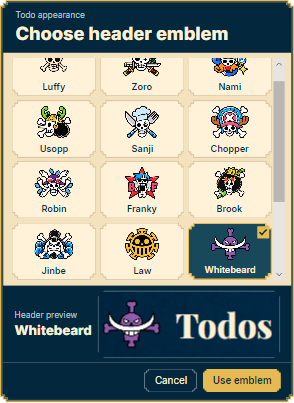 Todo appearance
Choose header emblem
Luffy
Zoro
Nami
Usopp
Sanji
Chopper
Robin
Franky
Brook
Jinbe
Law
Whitebeard
Header preview
Whitebeard
Todos
Cancel
Use emblem